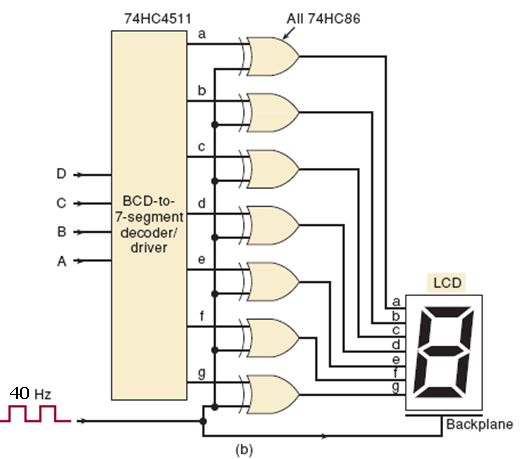 74HC4511
All 74HC86
a
b
c
d
e
f
g
D
C
B
A
BCD-to-
7-segment
decoder/
driver
LCD
a
b
c
d
e
f
g
40 Hz
Backplane
(b)